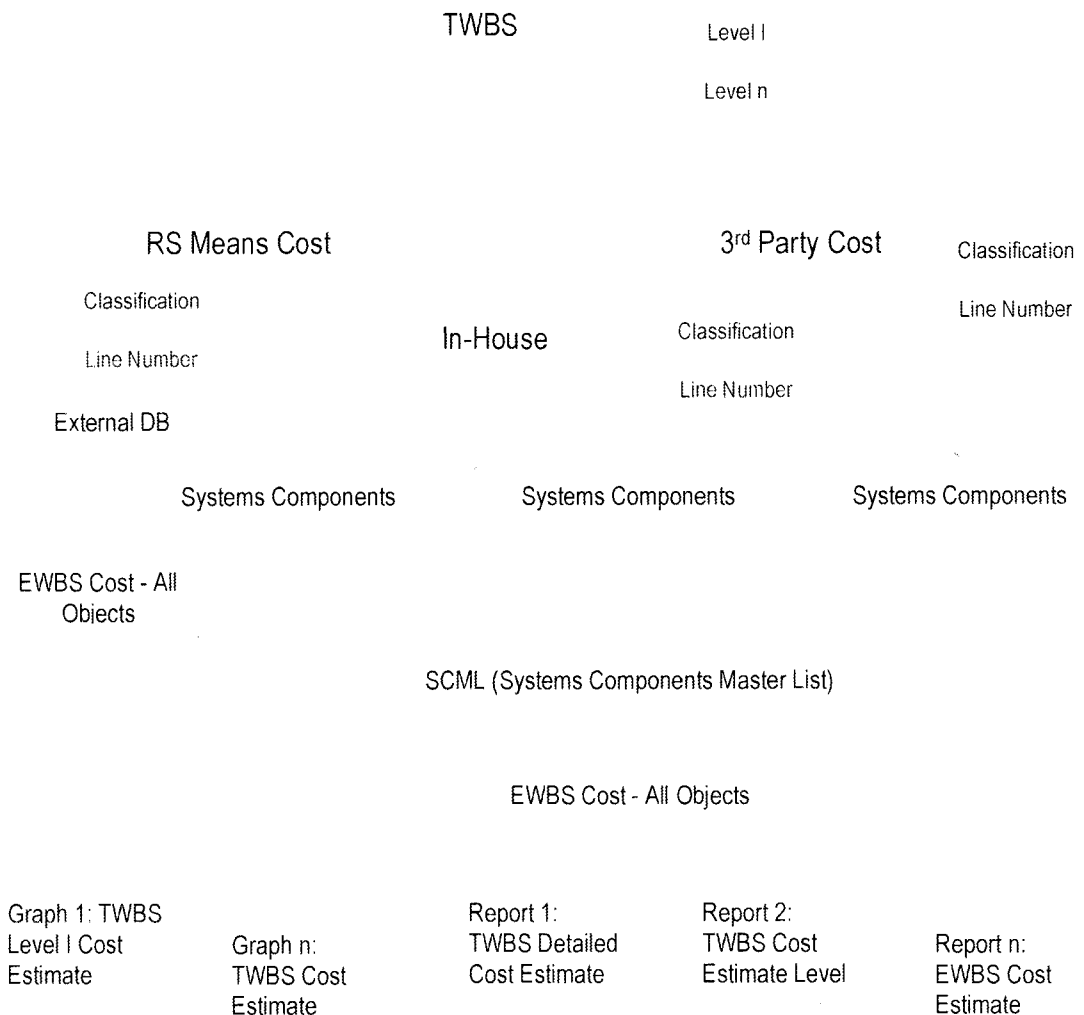 TWBS
Level I
Level n
RS Means Cost
3rd Party Cost
Classification
Line Number
Classification
Line Number
In-House
Classification
Line Number
External DB
Systems Components
Systems Components
Systems Components
EWBS Cost - All
Objects
SCML (Systems Components Master List)
EWBS Cost - All Objects
Graph 1: TWBS
Level I Cost
Estimate
Graph n:
TWBS Cost
Estimate
Report 1:
TWBS Detailed
Cost Estimate
Report 2:
TWBS Cost
Estimate Level
Report n:
EWBS Cost
Estimate